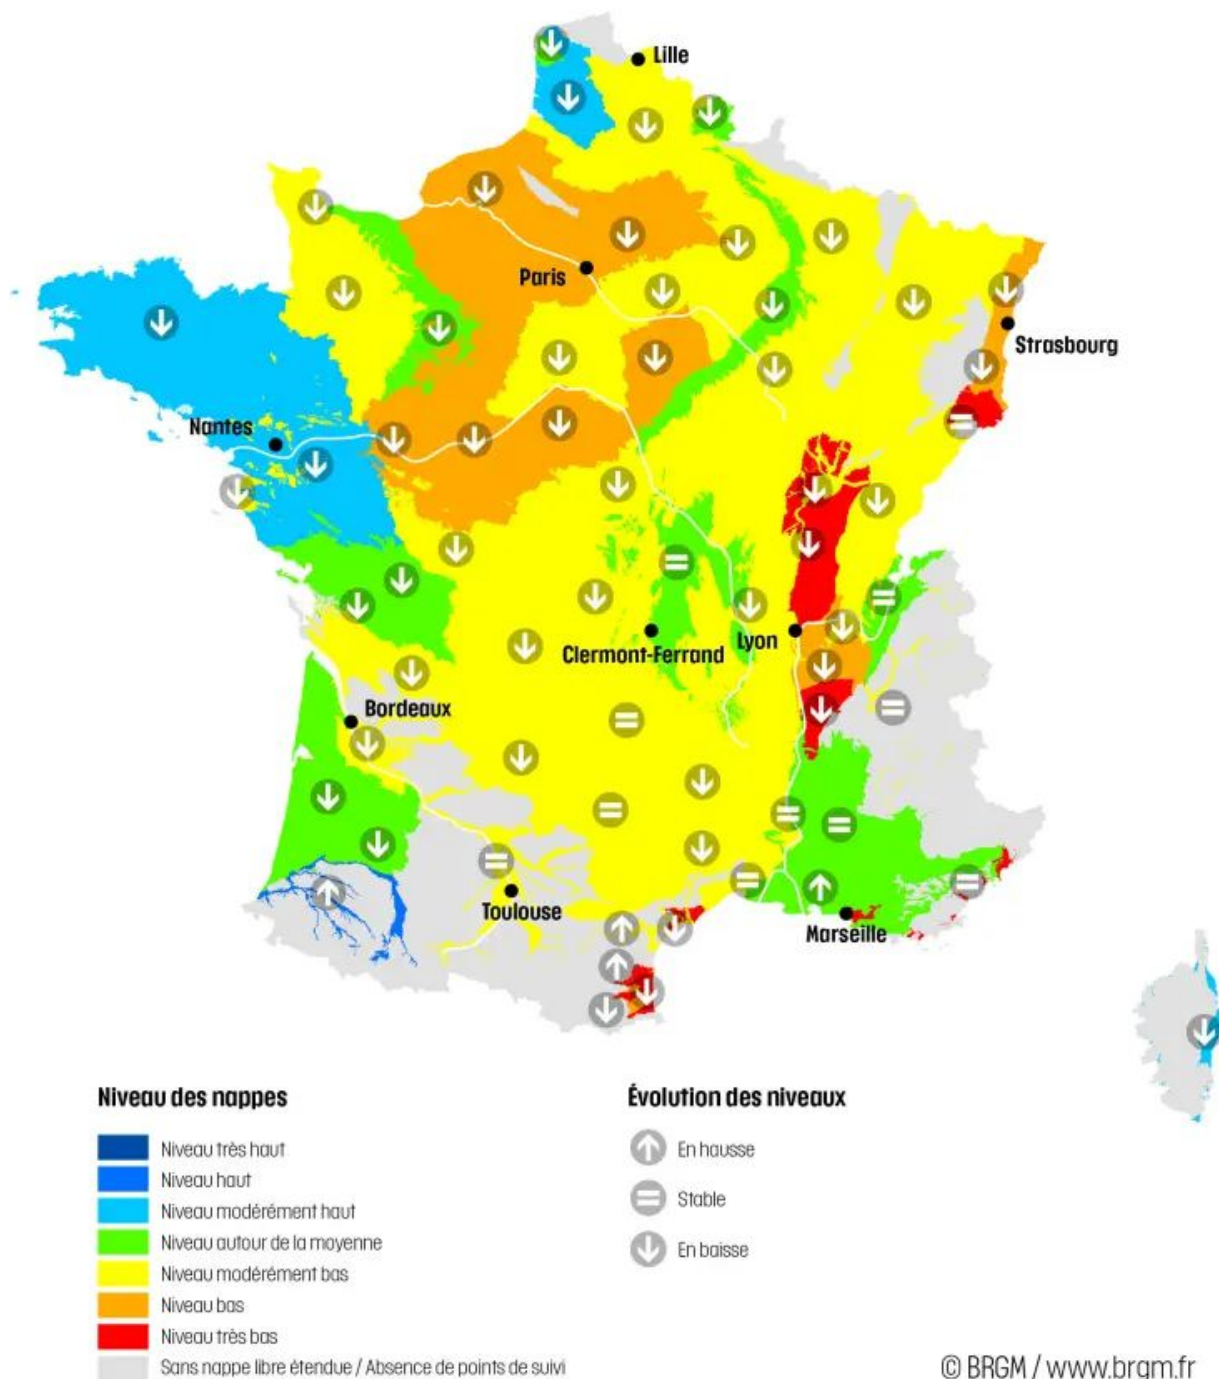 Lille
Paris
Strasbourg
Nantes
Clermont-Ferrand
Lyon
Bordeaux
Toulouse
Marseille
Niveau des nappes
Niveau très haut
Niveau haut
Niveau modérément haut
Niveau autour de la moyenne
Niveau modérément bas
Niveau bas
Niveau très bas
Sans nappe libre étendue / Absence de points de suivi
Évolution des niveaux
En hausse
Stable
En baisse
© BRGM / www.brgm.fr